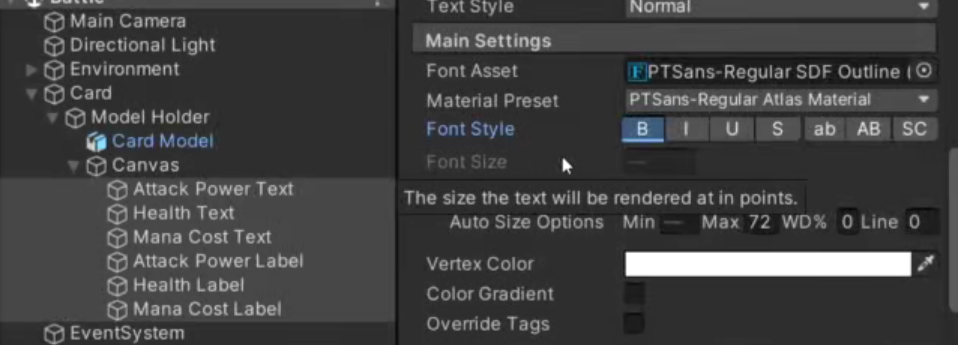 Battle
Main Camera
Directional Light
Environment
Card
Model Holder
Card Model
Canvas
Attack Power Text
Health Text
Mana Cost Text
Attack Power Label
Health Label
Mana Cost Label
EventSystem
Text Style Normal
Main Settings
Font Asset F PTSans-Regular SDF Outline (
Material Preset PTSans-Regular Atlas Material
Font Style B I U S ab AB SC
Font Size —
The size the text will be rendered at in points.
Auto Size Options Min — Max 72 WD% 0 Line 0
Vertex Color
Color Gradient
Override Tags